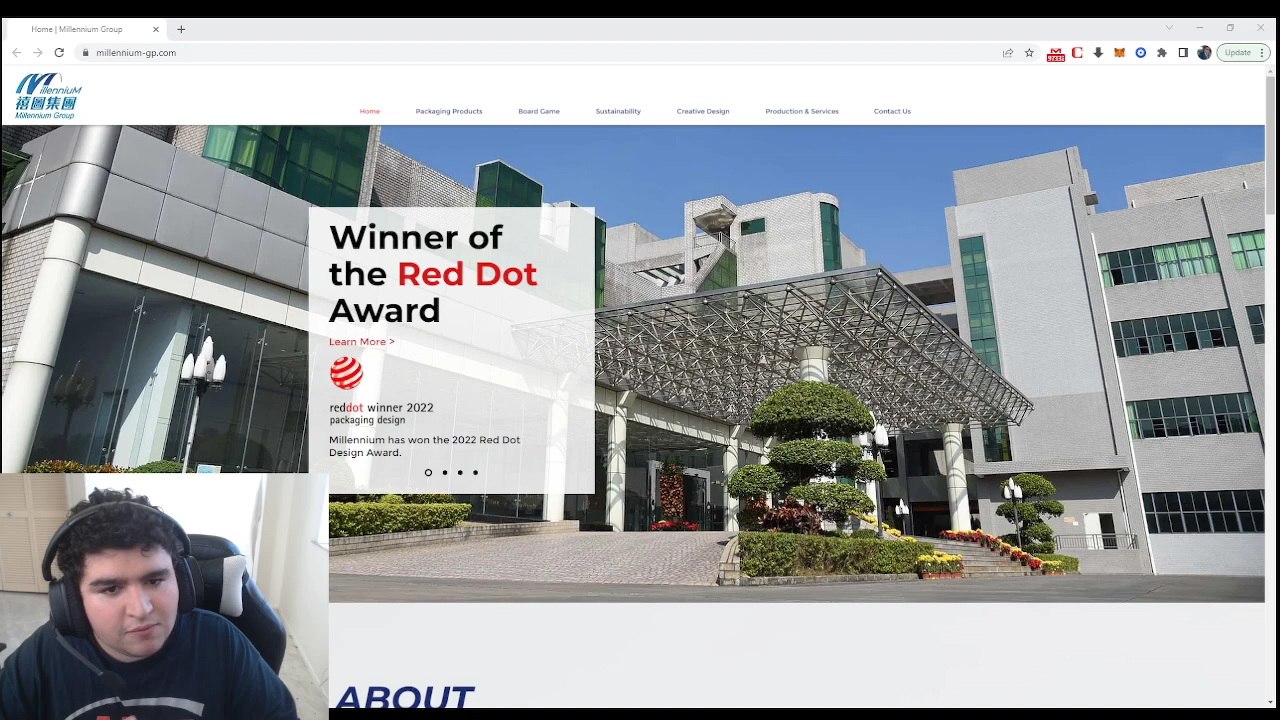 Home | Millennium Group
millennium-gp.com
Update
9733
MillenniuM
禧圖集團
Millennium Group
Home Packaging Products Board Game Sustainability Creative Design Production & Services Contact Us
Winner of
the Red Dot
Award
Learn More >
reddot winner 2022
packaging design
Millennium has won the 2022 Red Dot
Design Award.
ABOUT